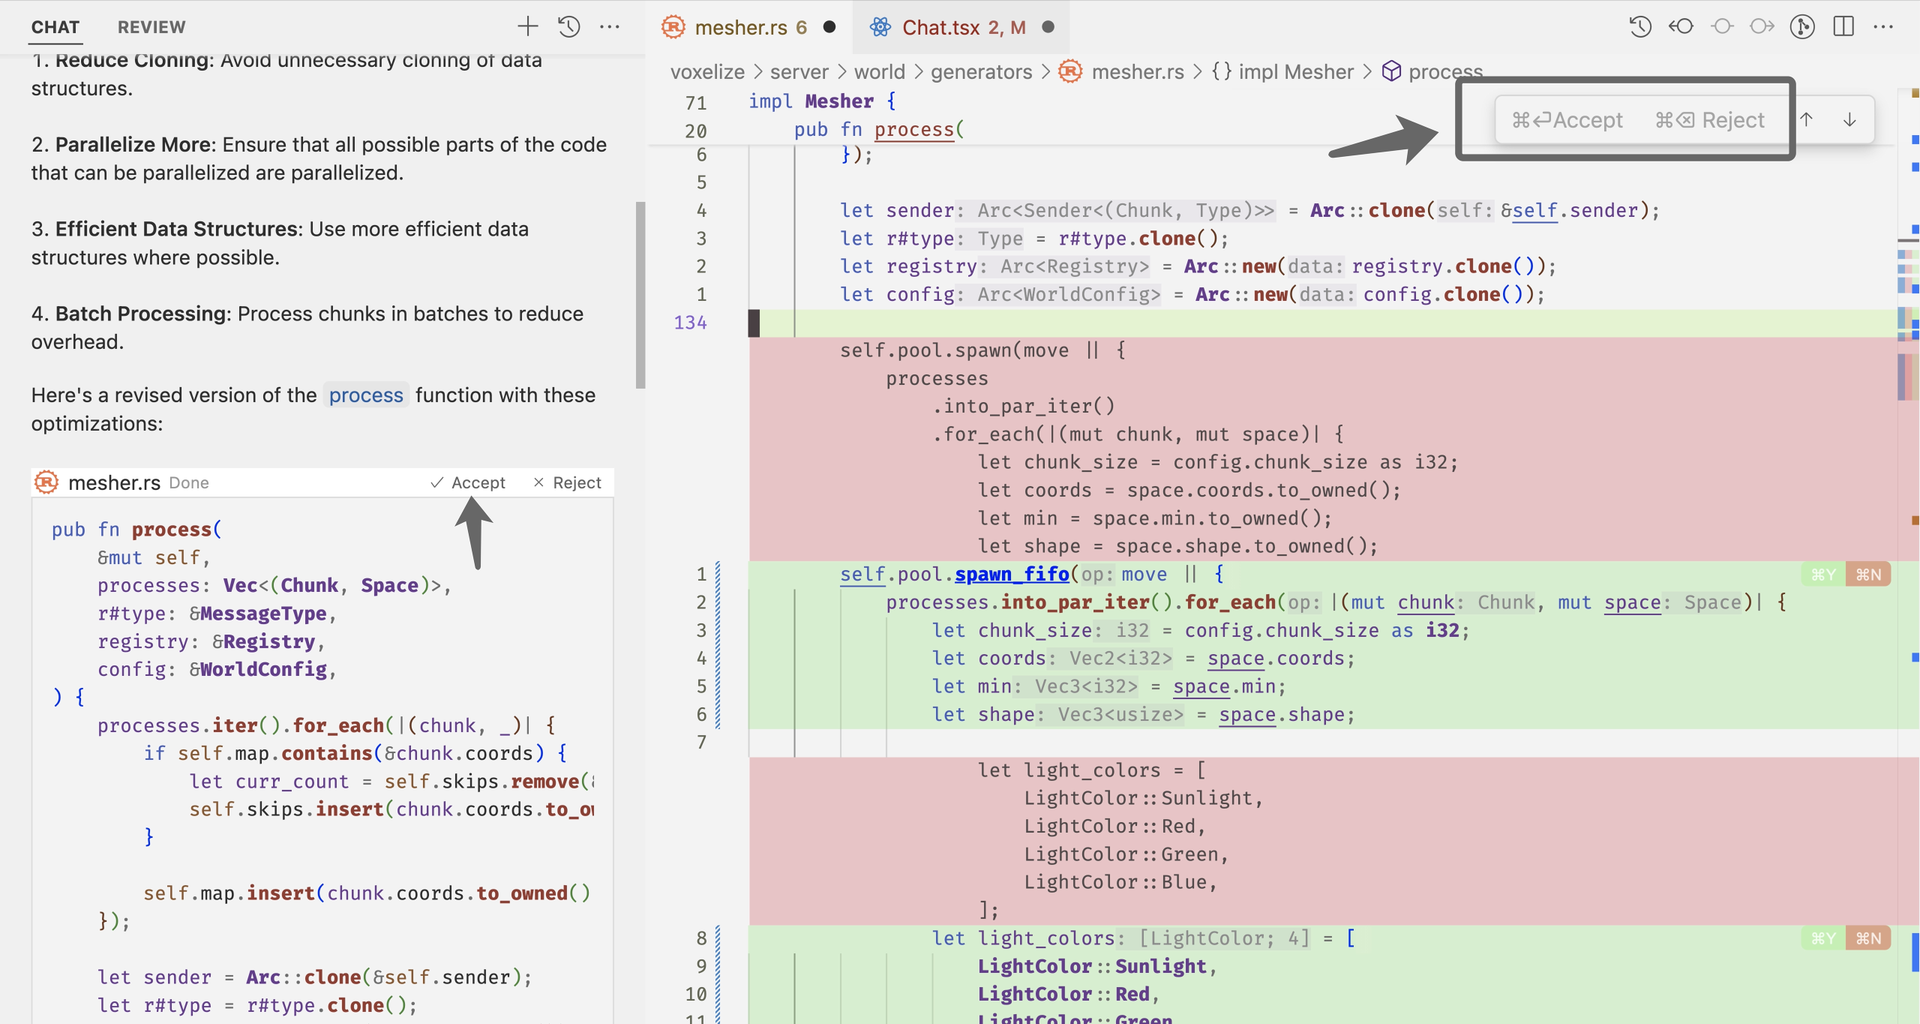 CHAT
REVIEW
1. Reduce Cloning: Avoid unnecessary cloning of data
structures.
2. Parallelize More: Ensure that all possible parts of the code
that can be parallelized are parallelized.
3. Efficient Data Structures: Use more efficient data
structures where possible.
4. Batch Processing: Process chunks in batches to reduce
overhead.
Here's a revised version of the process function with these
optimizations:
mesher.rs Done
Accept
Reject
pub fn process(
&mut self,
processes: Vec<(Chunk, Space)>,
r#type: &MessageType,
registry: &Registry,
config: &WorldConfig,
) {
processes.iter().for_each(|(chunk, _)| {
if self.map.contains(&chunk.coords) {
let curr_count = self.skips.remove(&
self.skips.insert(chunk.coords.to_ow
}
self.map.insert(chunk.coords.to_owned()
});
let sender = Arc::clone(&self.sender);
let r#type = r#type.clone();
mesher.rs 6
Chat.tsx 2, M
voxelize > server > world > generators > mesher.rs > {} impl Mesher > process
71 impl Mesher {
20 pub fn process(
⌘⏎Accept ⌘⌫ Reject ↑ ↓
6 });
5
4 let sender: Arc<Sender<(Chunk, Type)>> = Arc::clone(self: &self.sender);
3 let r#type: Type = r#type.clone();
2 let registry: Arc<Registry> = Arc::new(data: registry.clone());
1 let config: Arc<WorldConfig> = Arc::new(data: config.clone());
134
self.pool.spawn(move || {
processes
.into_par_iter()
.for_each(|(mut chunk, mut space)| {
let chunk_size = config.chunk_size as i32;
let coords = space.coords.to_owned();
let min = space.min.to_owned();
let shape = space.shape.to_owned();
1 self.pool.spawn_fifo(op: move || { ⌘Y ⌘N
2 processes.into_par_iter().for_each(op: |(mut chunk: Chunk, mut space: Space)| {
3 let chunk_size: i32 = config.chunk_size as i32;
4 let coords: Vec2<i32> = space.coords;
5 let min: Vec3<i32> = space.min;
6 let shape: Vec3<usize> = space.shape;
7
let light_colors = [
LightColor::Sunlight,
LightColor::Red,
LightColor::Green,
LightColor::Blue,
];
8 let light_colors: [LightColor; 4] = [ ⌘Y ⌘N
9 LightColor::Sunlight,
10 LightColor::Red,
11 LightColor::Green